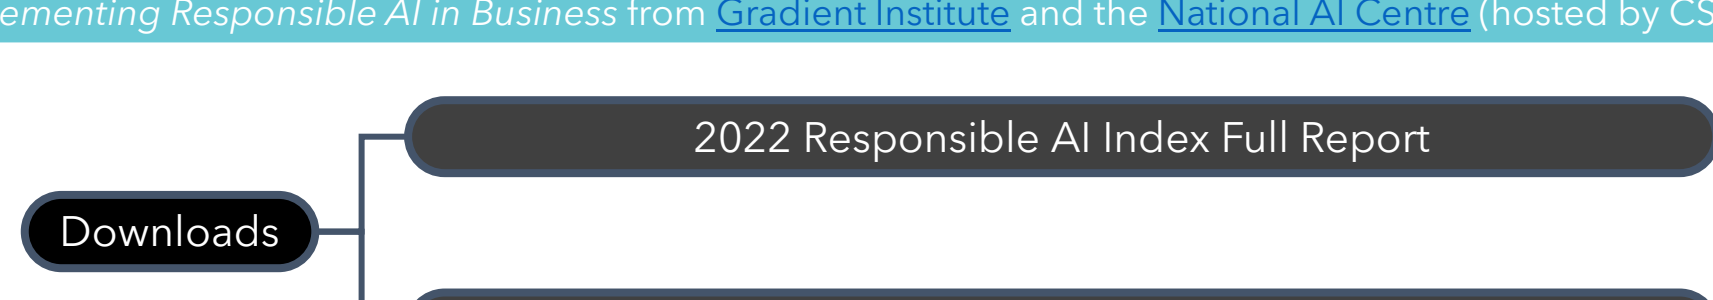 ementing Responsible AI in Business from Gradient Institute and the National AI Centre (hosted by CS
2022 Responsible AI Index Full Report
Downloads